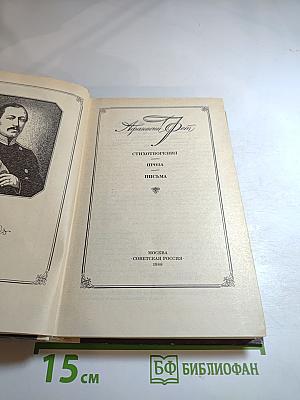 Афанасий Фет
СТИХОТВОРЕНИЯ
ПРОЗА
ПИСЬМА
МОСКВА
СОВЕТСКАЯ РОССИЯ
15 см
БФ БИБЛИОФАН